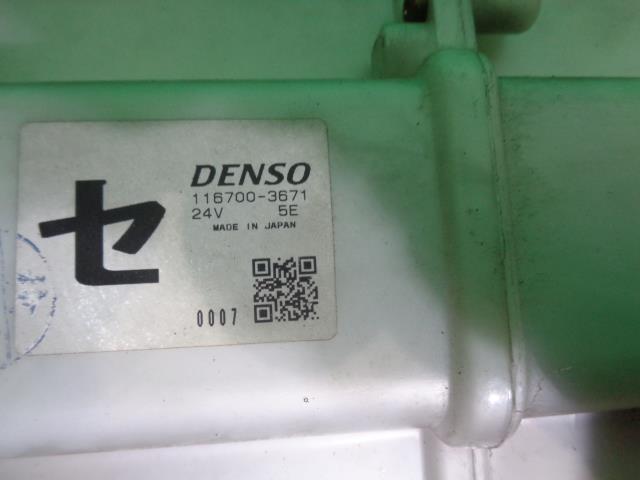 セ
DENSO
116700-3671
24V 5E
MADE IN JAPAN
0007